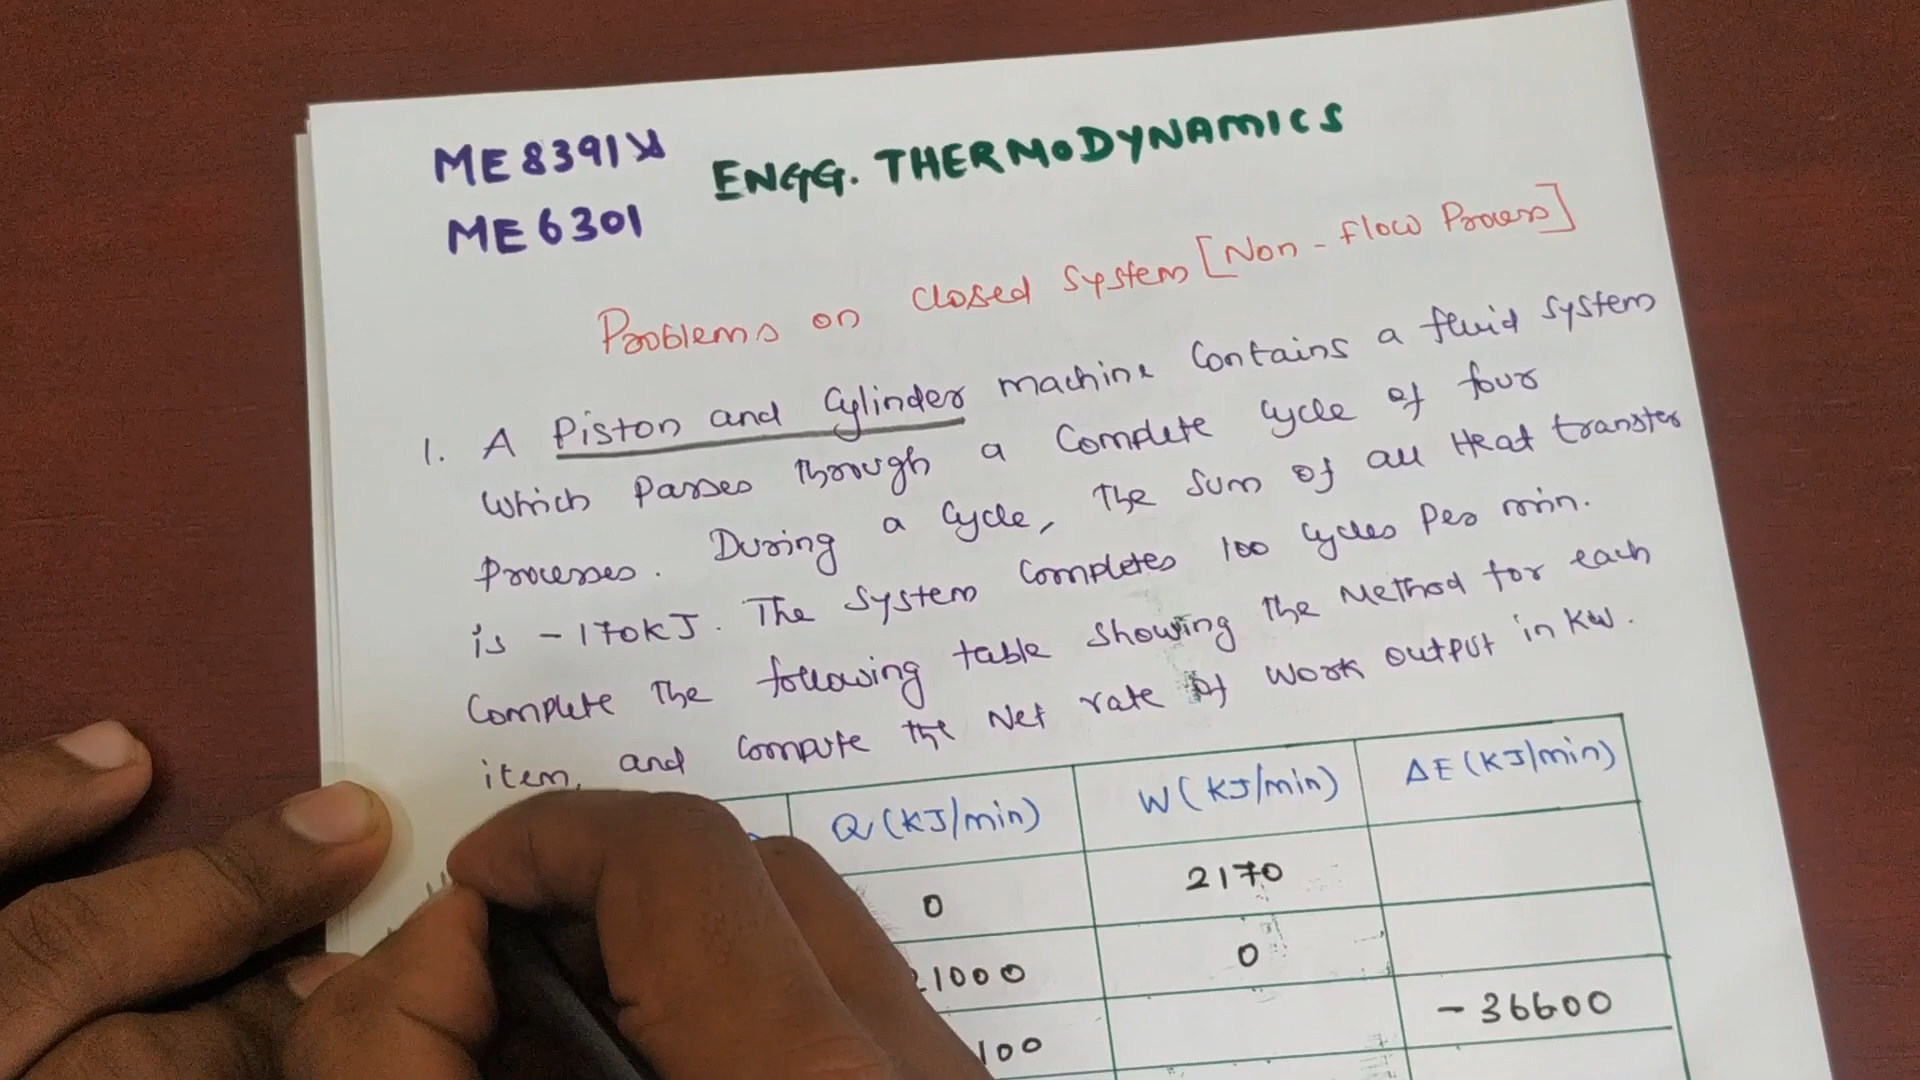 ME8391
ENGG. THERMODYNAMICS
ME6301
Problems on closed system [Non-flow Process]
1. A Piston and Cylinder machine Contains a fluid system
which passes through a Complete cycle of four
processes. During a cycle, The Sum of all Heat transfer
is -170KJ. The system Completes 100 cycles per min.
Complete The following table showing The Method for each
item, and Compute the Net rate of work output in KW.
Q (KJ/min) W (KJ/min) ΔE (KJ/min)
0 2170
21000 0
100 -36600